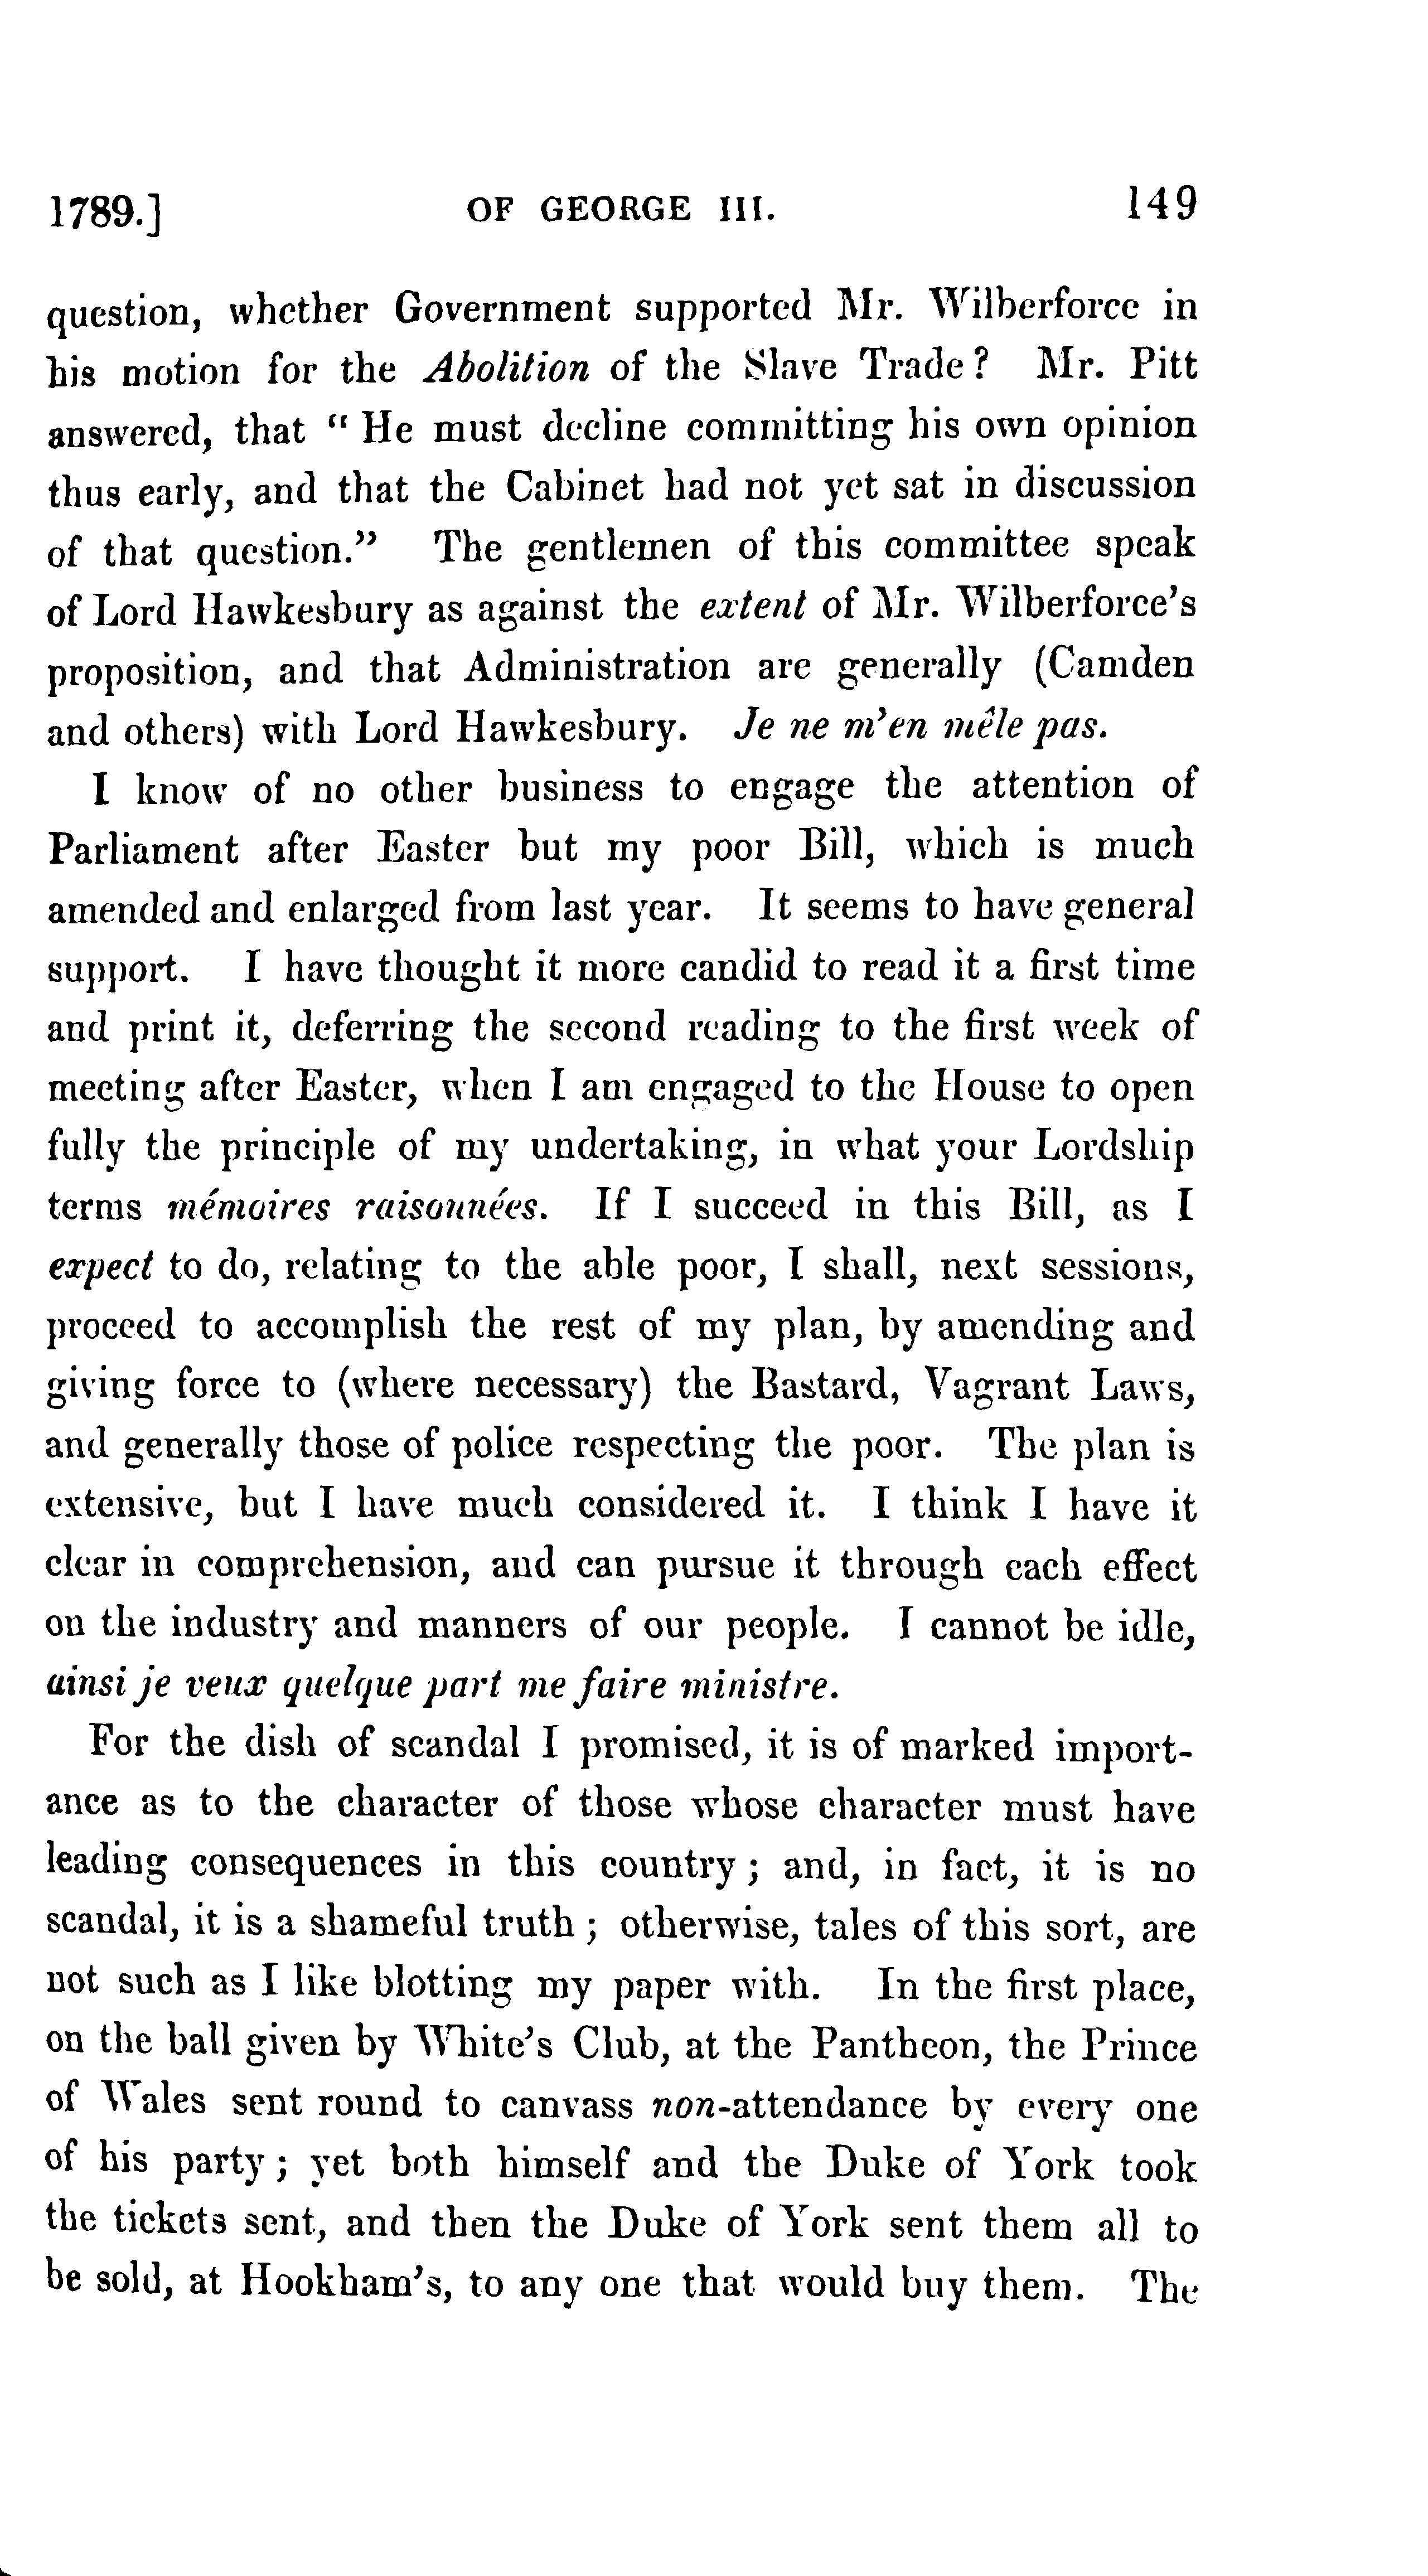 1789.] OF GEORGE III. 149
question, whether Government supported Mr. Wilberforce in
his motion for the Abolition of the Slave Trade? Mr. Pitt
answered, that “He must decline committing his own opinion
thus early, and that the Cabinet had not yet sat in discussion
of that question.” The gentlemen of this committee speak
of Lord Hawkesbury as against the extent of Mr. Wilberforce’s
proposition, and that Administration are generally (Camden
and others) with Lord Hawkesbury. Je ne m’en mêle pas.
I know of no other business to engage the attention of
Parliament after Easter but my poor Bill, which is much
amended and enlarged from last year. It seems to have general
support. I have thought it more candid to read it a first time
and print it, deferring the second reading to the first week of
meeting after Easter, when I am engaged to the House to open
fully the principle of my undertaking, in what your Lordship
terms mémoires raisonnées. If I succeed in this Bill, as I
expect to do, relating to the able poor, I shall, next sessions,
proceed to accomplish the rest of my plan, by amending and
giving force to (where necessary) the Bastard, Vagrant Laws,
and generally those of police respecting the poor. The plan is
extensive, but I have much considered it. I think I have it
clear in comprehension, and can pursue it through each effect
on the industry and manners of our people. I cannot be idle,
ainsi je veux quelque part me faire ministre.
For the dish of scandal I promised, it is of marked import-
ance as to the character of those whose character must have
leading consequences in this country; and, in fact, it is no
scandal, it is a shameful truth; otherwise, tales of this sort, are
not such as I like blotting my paper with. In the first place,
on the ball given by White’s Club, at the Pantheon, the Prince
of Wales sent round to canvass non-attendance by every one
of his party; yet both himself and the Duke of York took
the tickets sent, and then the Duke of York sent them all to
be sold, at Hookham’s, to any one that would buy them. The